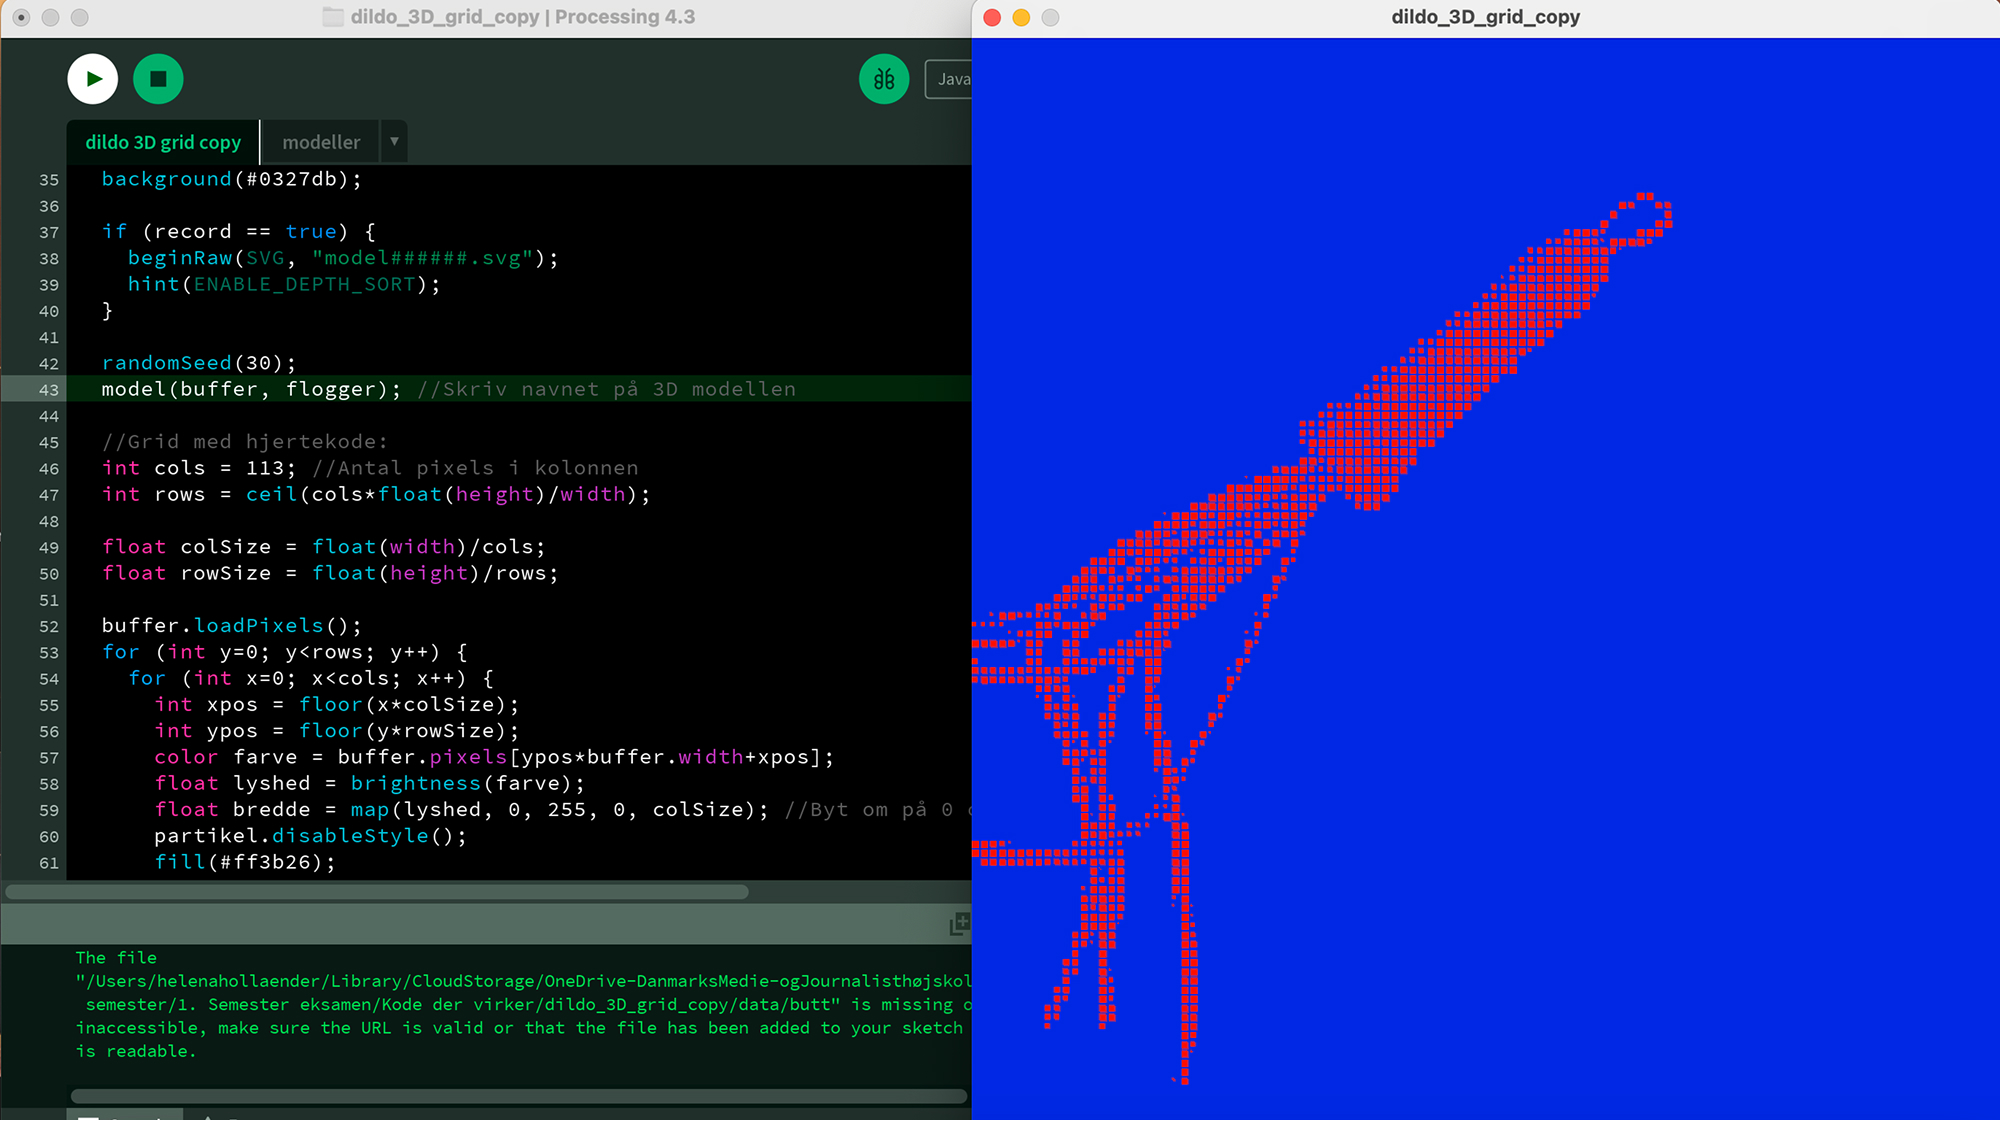 dildo_3D_grid_copy | Processing 4.3
dildo_3D_grid_copy
Java
dildo 3D grid copy
modeller
35 background(#0327db);
36
37 if (record == true) {
38 beginRaw(SVG, "model######.svg");
39 hint(ENABLE_DEPTH_SORT);
40 }
41
42 randomSeed(30);
43 model(buffer, flogger); //Skriv navnet på 3D modellen
44
45 //Grid med hjertekode:
46 int cols = 113; //Antal pixels i kolonnen
47 int rows = ceil(cols*float(height)/width);
48
49 float colSize = float(width)/cols;
50 float rowSize = float(height)/rows;
51
52 buffer.loadPixels();
53 for (int y=0; y<rows; y++) {
54 for (int x=0; x<cols; x++) {
55 int xpos = floor(x*colSize);
56 int ypos = floor(y*rowSize);
57 color farve = buffer.pixels[ypos*buffer.width+xpos];
58 float lyshed = brightness(farve);
59 float bredde = map(lyshed, 0, 255, 0, colSize); //Byt om på 0
60 partikel.disableStyle();
61 fill(#ff3b26);
The file
"/Users/helenahollaender/Library/CloudStorage/OneDrive-DanmarksMedie-ogJournalisthøjskol
semester/1. Semester eksamen/Kode der virker/dildo_3D_grid_copy/data/butt" is missing
inaccessible, make sure the URL is valid or that the file has been added to your sketch
is readable.